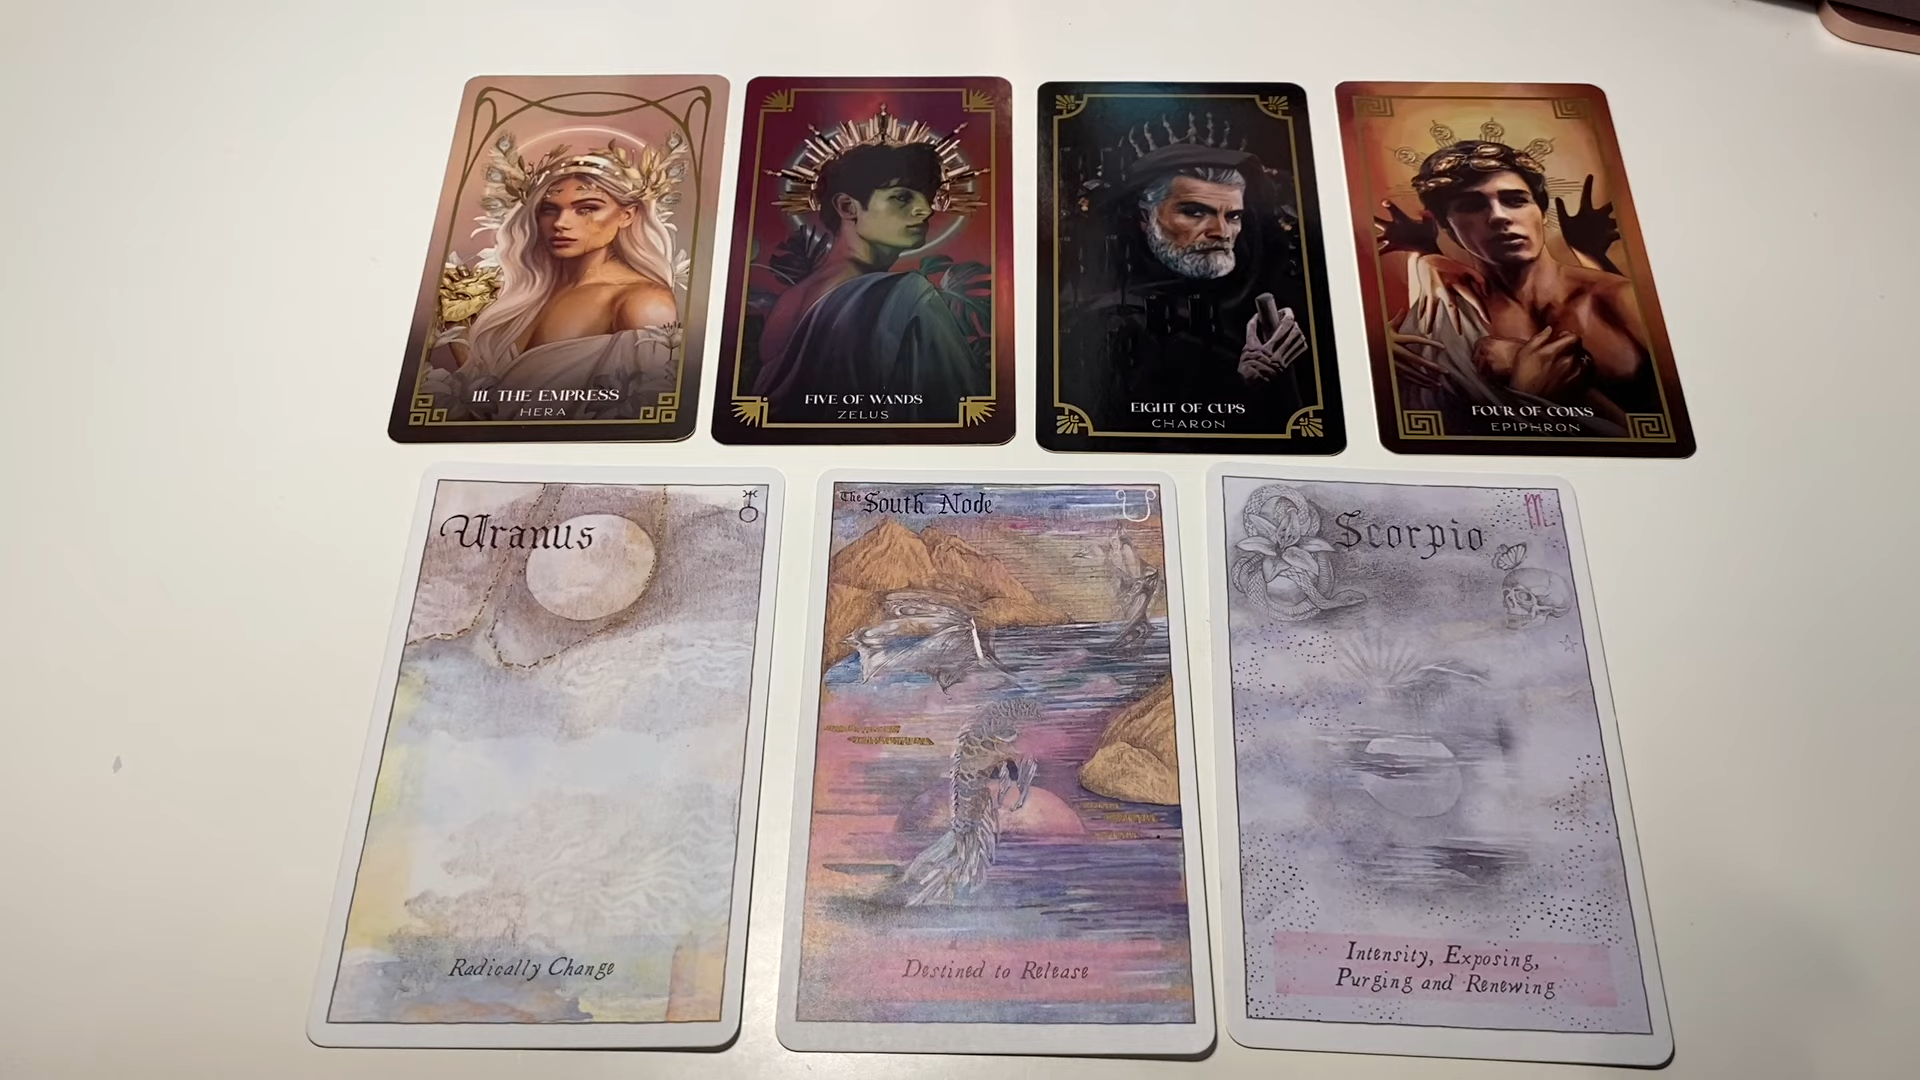 III. THE EMPRESS
HERA
FIVE OF WANDS
ZELUS
EIGHT OF CUPS
CHARON
FOUR OF COINS
EPIPHRON
Uranus
Radically Change
The South Node
Destined to Release
Scorpio
Intensity, Exposing,
Purging and Renewing